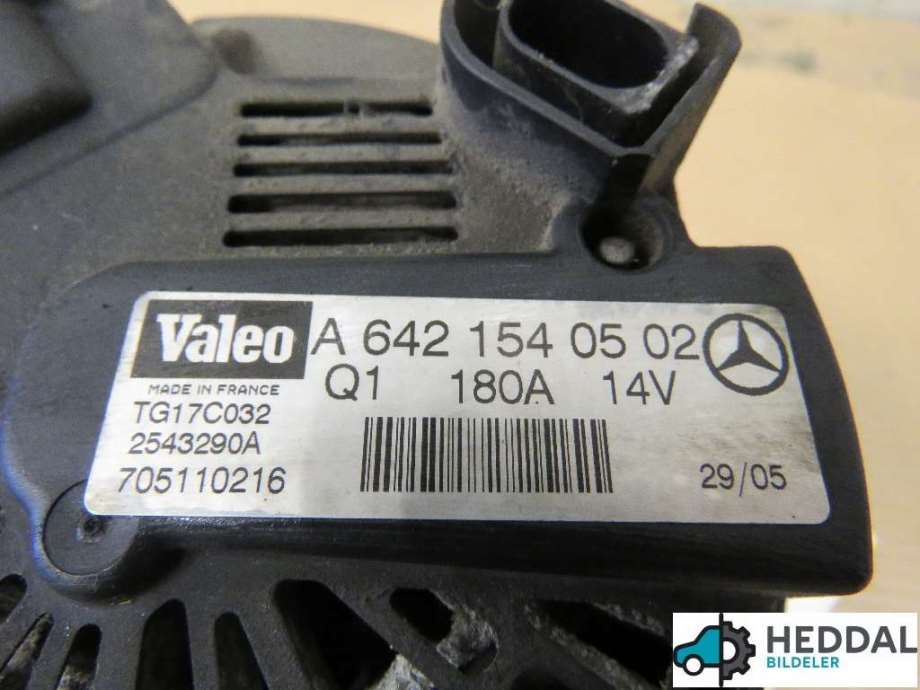 Valeo A 642 154 05 02
MADE IN FRANCE Q1 180A 14V
TG17C032
2543290A
705110216 29/05
HEDDAL
BILDELER